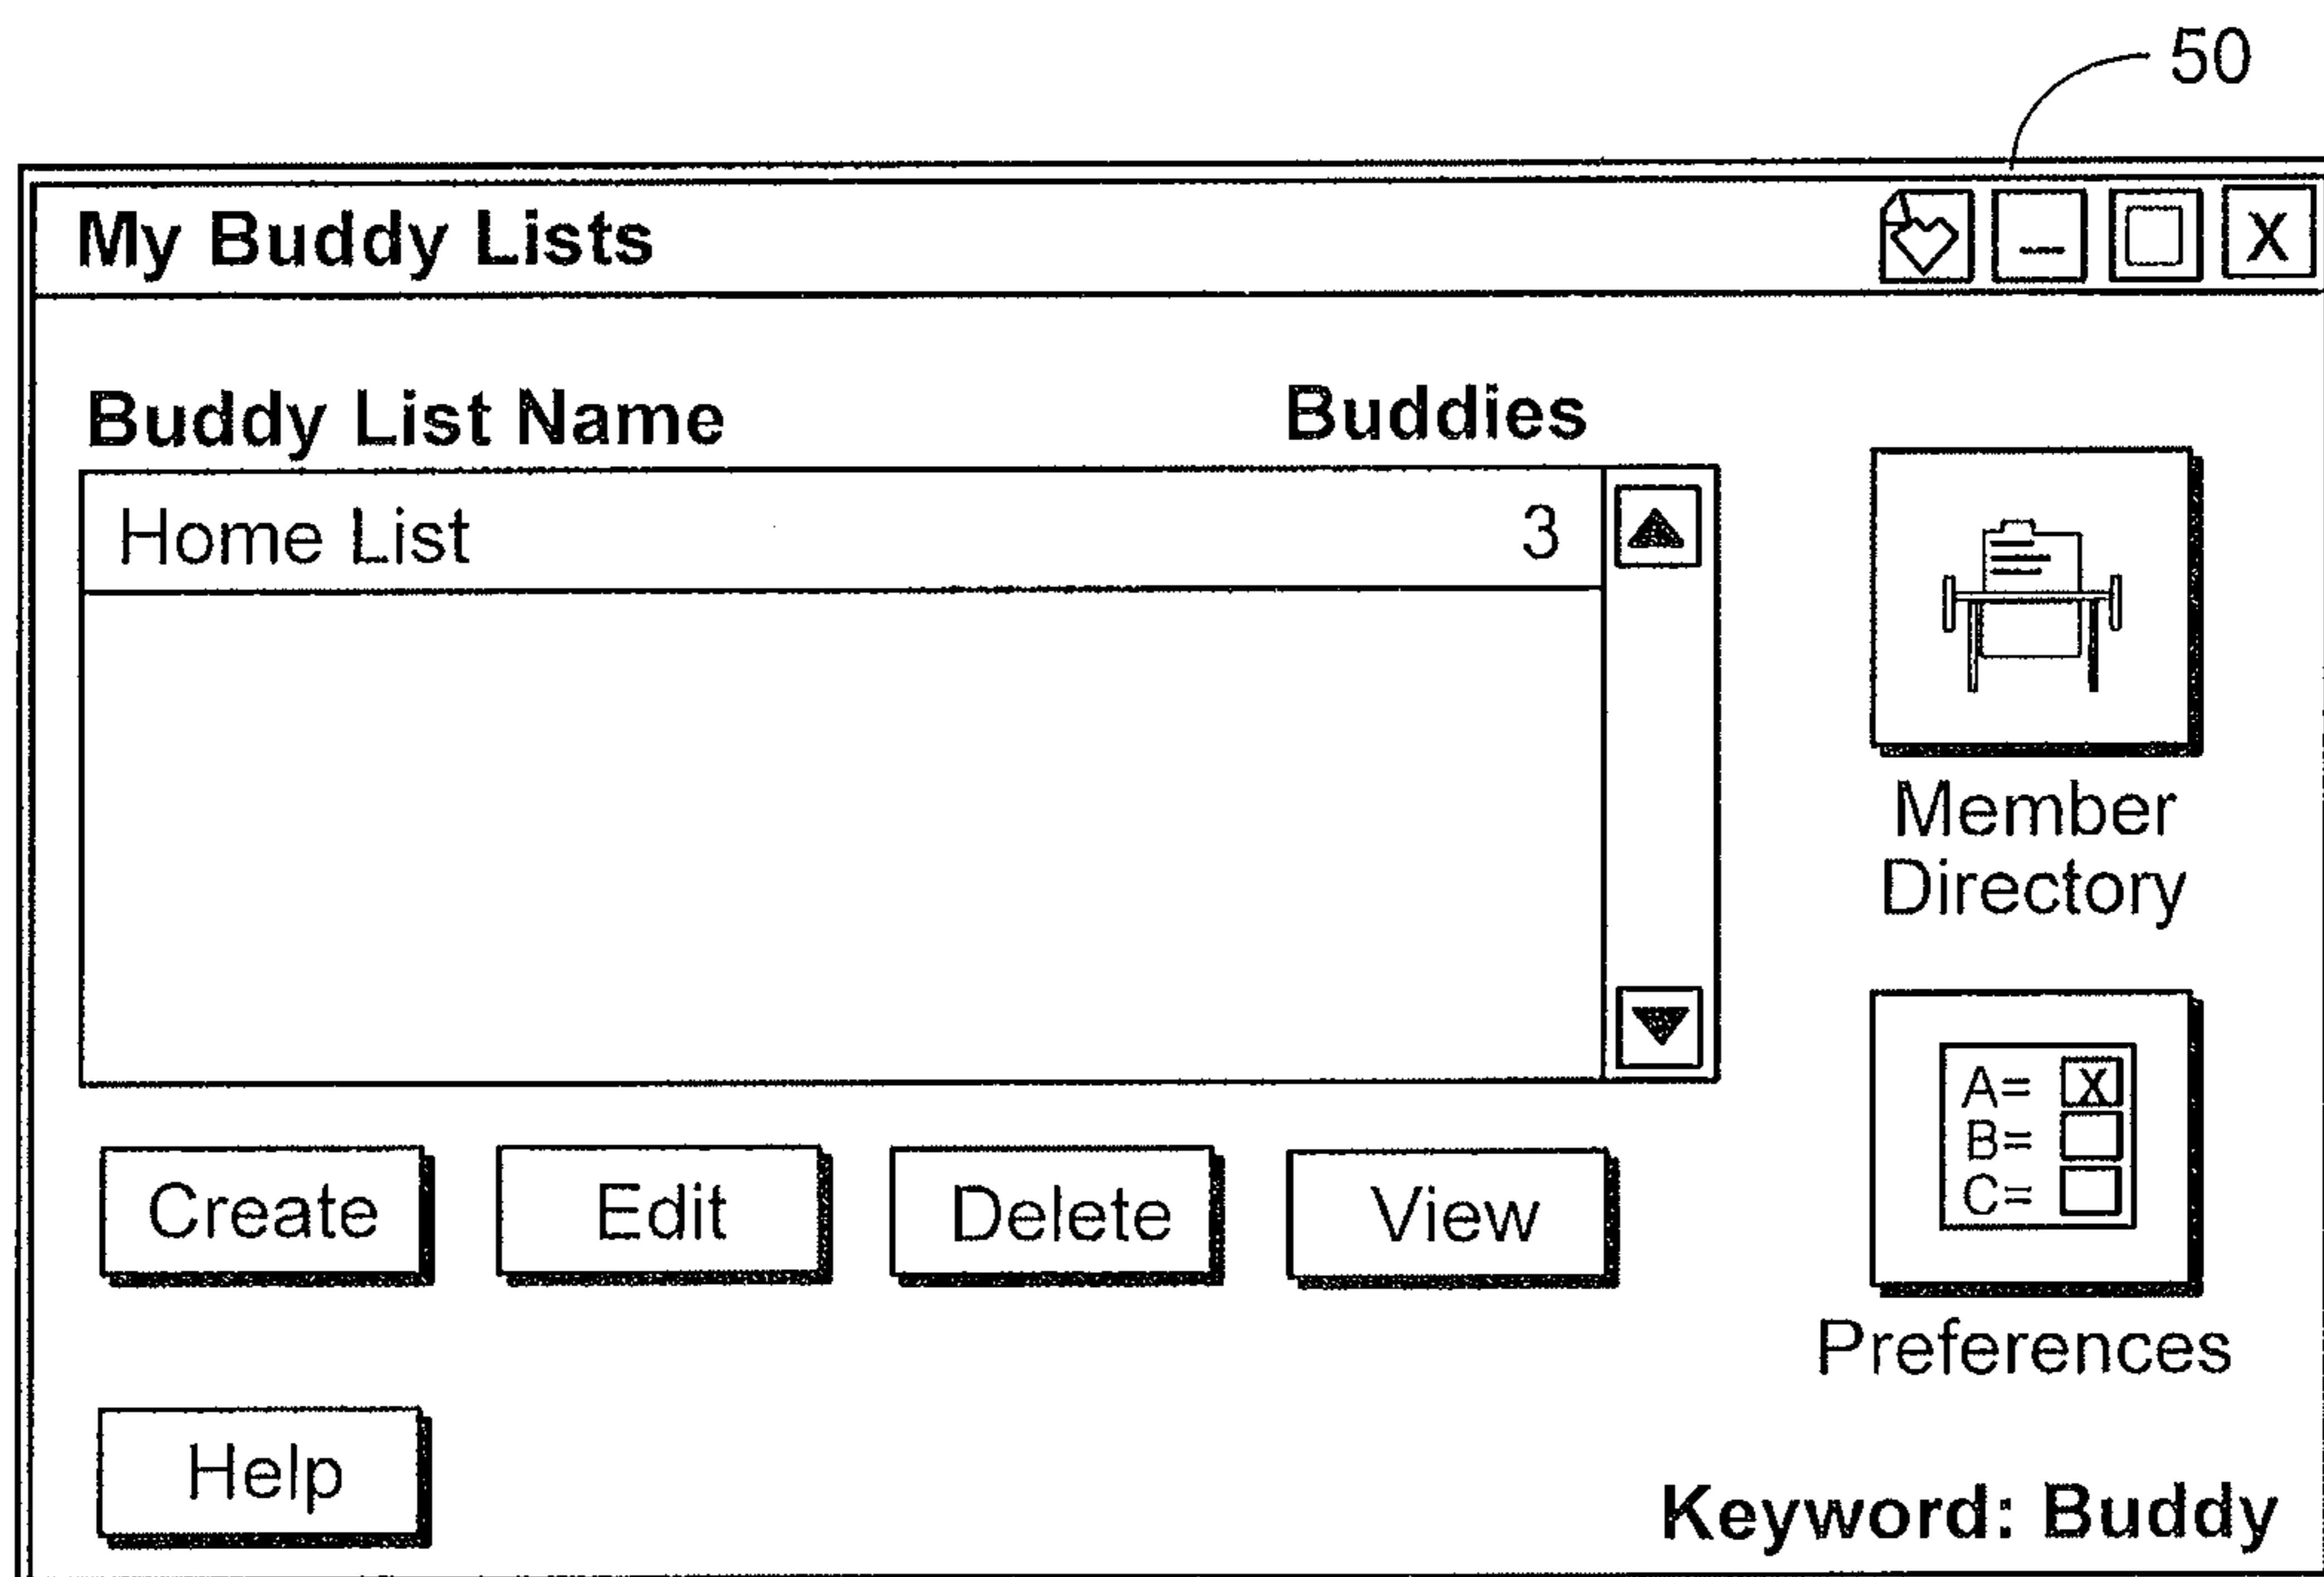 50
My Buddy Lists
_ X
Buddy List Name Buddies
Home List 3
Member
Directory
A= X
B=
C=
Preferences
Create Edit Delete View
Help
Keyword: Buddy